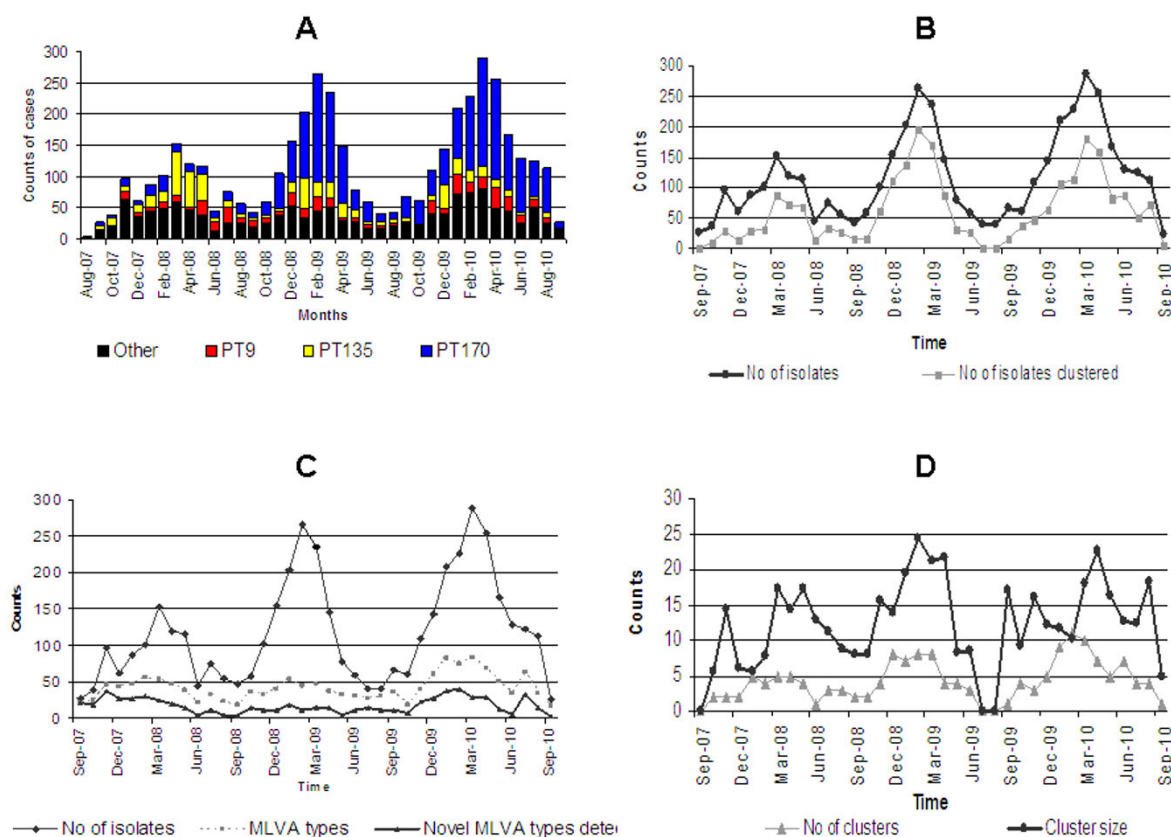 A
300
250
200
150
100
50
0
Counts of cases
Aug-07
Oct-07
Dec-07
Feb-08
Apr-08
Jun-08
Aug-08
Oct-08
Dec-08
Feb-09
Apr-09
Jun-09
Aug-09
Oct-09
Dec-09
Feb-10
Apr-10
Jun-10
Aug-10
Months
Other PT9 PT135 PT170
B
300
250
200
150
100
50
0
Counts
Sep-07
Dec-07
Mar-08
Jun-08
Sep-08
Dec-08
Mar-09
Jun-09
Sep-09
Dec-09
Mar-10
Jun-10
Sep-10
Time
No of isolates No of isolates clustered
C
300
250
200
150
100
50
0
Counts
Sep-07
Dec-07
Mar-08
Jun-08
Sep-08
Dec-08
Mar-09
Jun-09
Sep-09
Dec-09
Mar-10
Jun-10
Sep-10
Time
No of isolates MLVA types Novel MLVA types dete
D
30
25
20
15
10
5
0
Counts
Sep-07
Dec-07
Mar-08
Jun-08
Sep-08
Dec-08
Mar-09
Jun-09
Sep-09
Dec-09
Mar-10
Jun-10
Sep-10
Time
No of clusters Cluster size